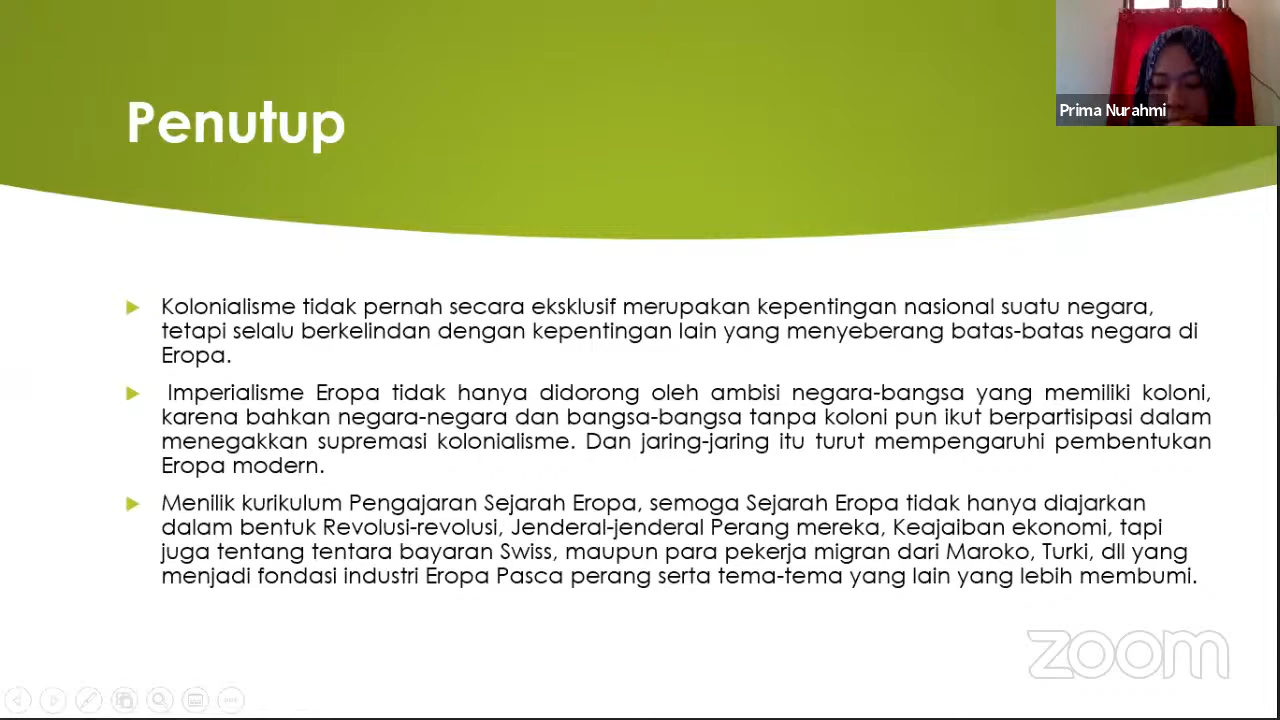 Penutup
Prima Nurahmi
Kolonialisme tidak pernah secara eksklusif merupakan kepentingan nasional suatu negara,
tetapi selalu berkelindan dengan kepentingan lain yang menyeberang batas-batas negara di
Eropa.
Imperialisme Eropa tidak hanya didorong oleh ambisi negara-bangsa yang memiliki koloni,
karena bahkan negara-negara dan bangsa-bangsa tanpa koloni pun ikut berpartisipasi dalam
menegakkan supremasi kolonialisme. Dan jaring-jaring itu turut mempengaruhi pembentukan
Eropa modern.
Menilik kurikulum Pengajaran Sejarah Eropa, semoga Sejarah Eropa tidak hanya diajarkan
dalam bentuk Revolusi-revolusi, Jenderal-jenderal Perang mereka, Keajaiban ekonomi, tapi
juga tentang tentara bayaran Swiss, maupun para pekerja migran dari Maroko, Turki, dll yang
menjadi fondasi industri Eropa Pasca perang serta tema-tema yang lain yang lebih membumi.
zoom